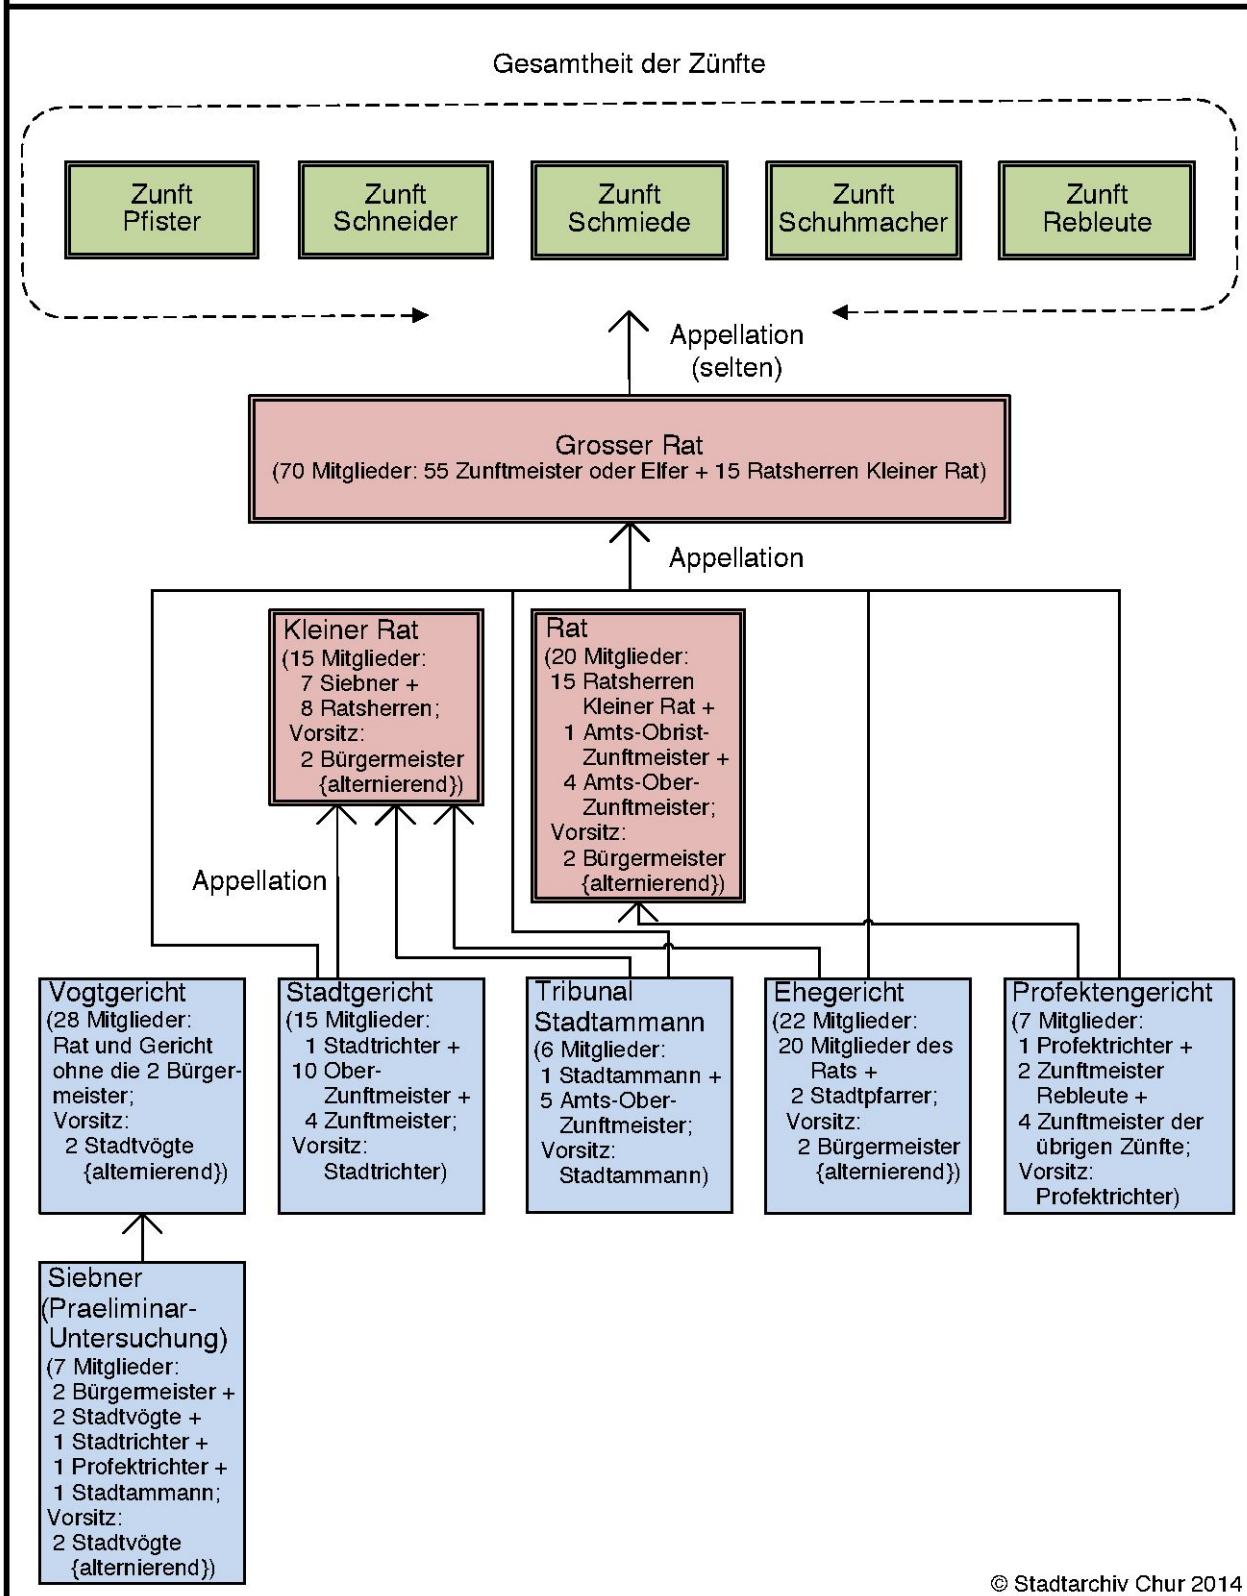 Gesamtheit der Zünfte
Zunft
Pfister
Zunft
Schneider
Zunft
Schmiede
Zunft
Schuhmacher
Zunft
Rebleute
Appellation
(selten)
Grosser Rat
(70 Mitglieder: 55 Zunftmeister oder Elfer + 15 Ratsherren Kleiner Rat)
Appellation
Kleiner Rat
(15 Mitglieder:
7 Siebner +
8 Ratsherren;
Vorsitz:
2 Bürgermeister
{alternierend})
Rat
(20 Mitglieder:
15 Ratsherren
Kleiner Rat +
1 Amts-Obrist-
Zunftmeister +
4 Amts-Ober-
Zunftmeister;
Vorsitz:
2 Bürgermeister
{alternierend})
Appellation
Vogtgericht
(28 Mitglieder:
Rat und Gericht
ohne die 2 Bürger-
meister;
Vorsitz:
2 Stadtvögte
{alternierend})
Stadtgericht
(15 Mitglieder:
1 Stadtrichter +
10 Ober-
Zunftmeister +
4 Zunftmeister;
Vorsitz:
Stadtrichter)
Tribunal
Stadtammann
(6 Mitglieder:
1 Stadtammann +
5 Amts-Ober-
Zunftmeister;
Vorsitz:
Stadtammann)
Ehegericht
(22 Mitglieder:
20 Mitglieder des
Rats +
2 Stadtpfarrer;
Vorsitz:
2 Bürgermeister
{alternierend})
Profektengericht
(7 Mitglieder:
1 Profektrichter +
2 Zunftmeister
Rebleute +
4 Zunftmeister der
übrigen Zünfte;
Vorsitz:
Profektrichter)
Siebner
(Praeliminar-
Untersuchung)
(7 Mitglieder:
2 Bürgermeister +
2 Stadtvögte +
1 Stadtrichter +
1 Profektrichter +
1 Stadtammann;
Vorsitz:
2 Stadtvögte
{alternierend})
© Stadtarchiv Chur 2014